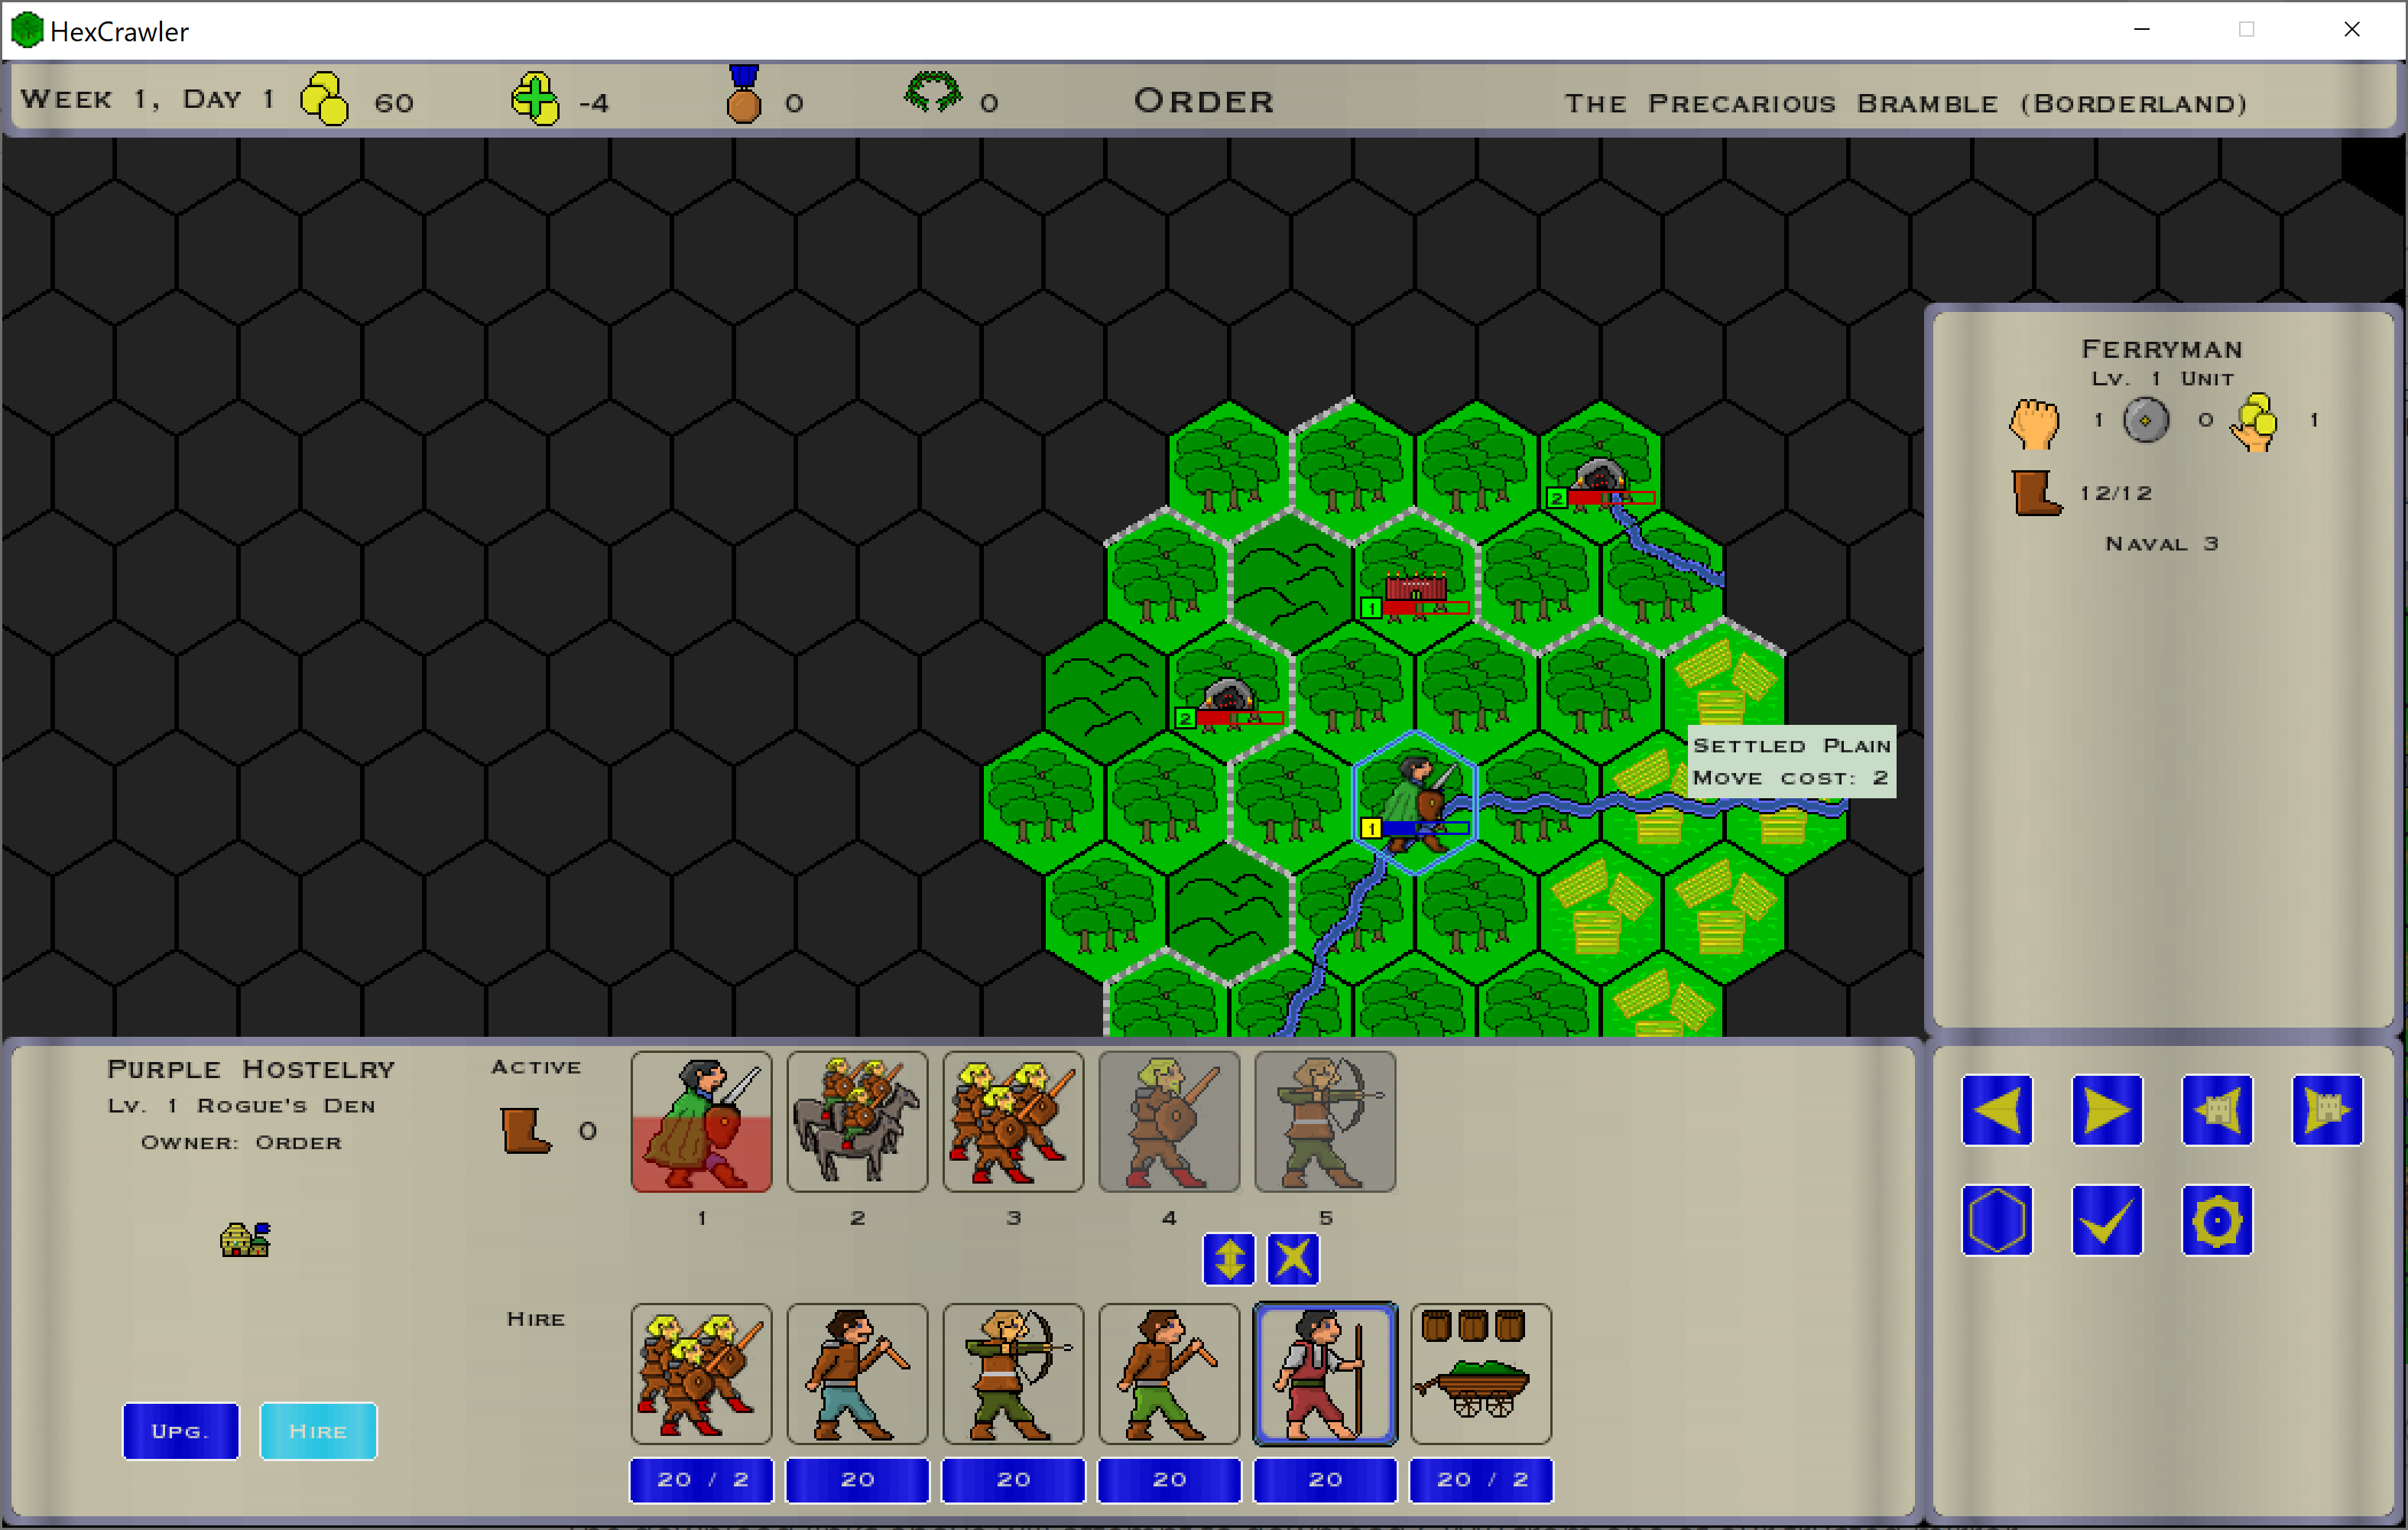 HexCrawler
Week 1, Day 1 60 -4 0 0 Order The Precarious Bramble (Borderland)
Ferryman
Lv. 1 Unit
1 0 1
12/12
Naval 3
2
1
2
Settled Plain
Move cost: 2
1
Purple Hostelry
Lv. 1 Rogue's Den
Owner: Order
Active
0
1 2 3 4 5
Hire
Upg. Hire
20 / 2 20 20 20 20 20 / 2